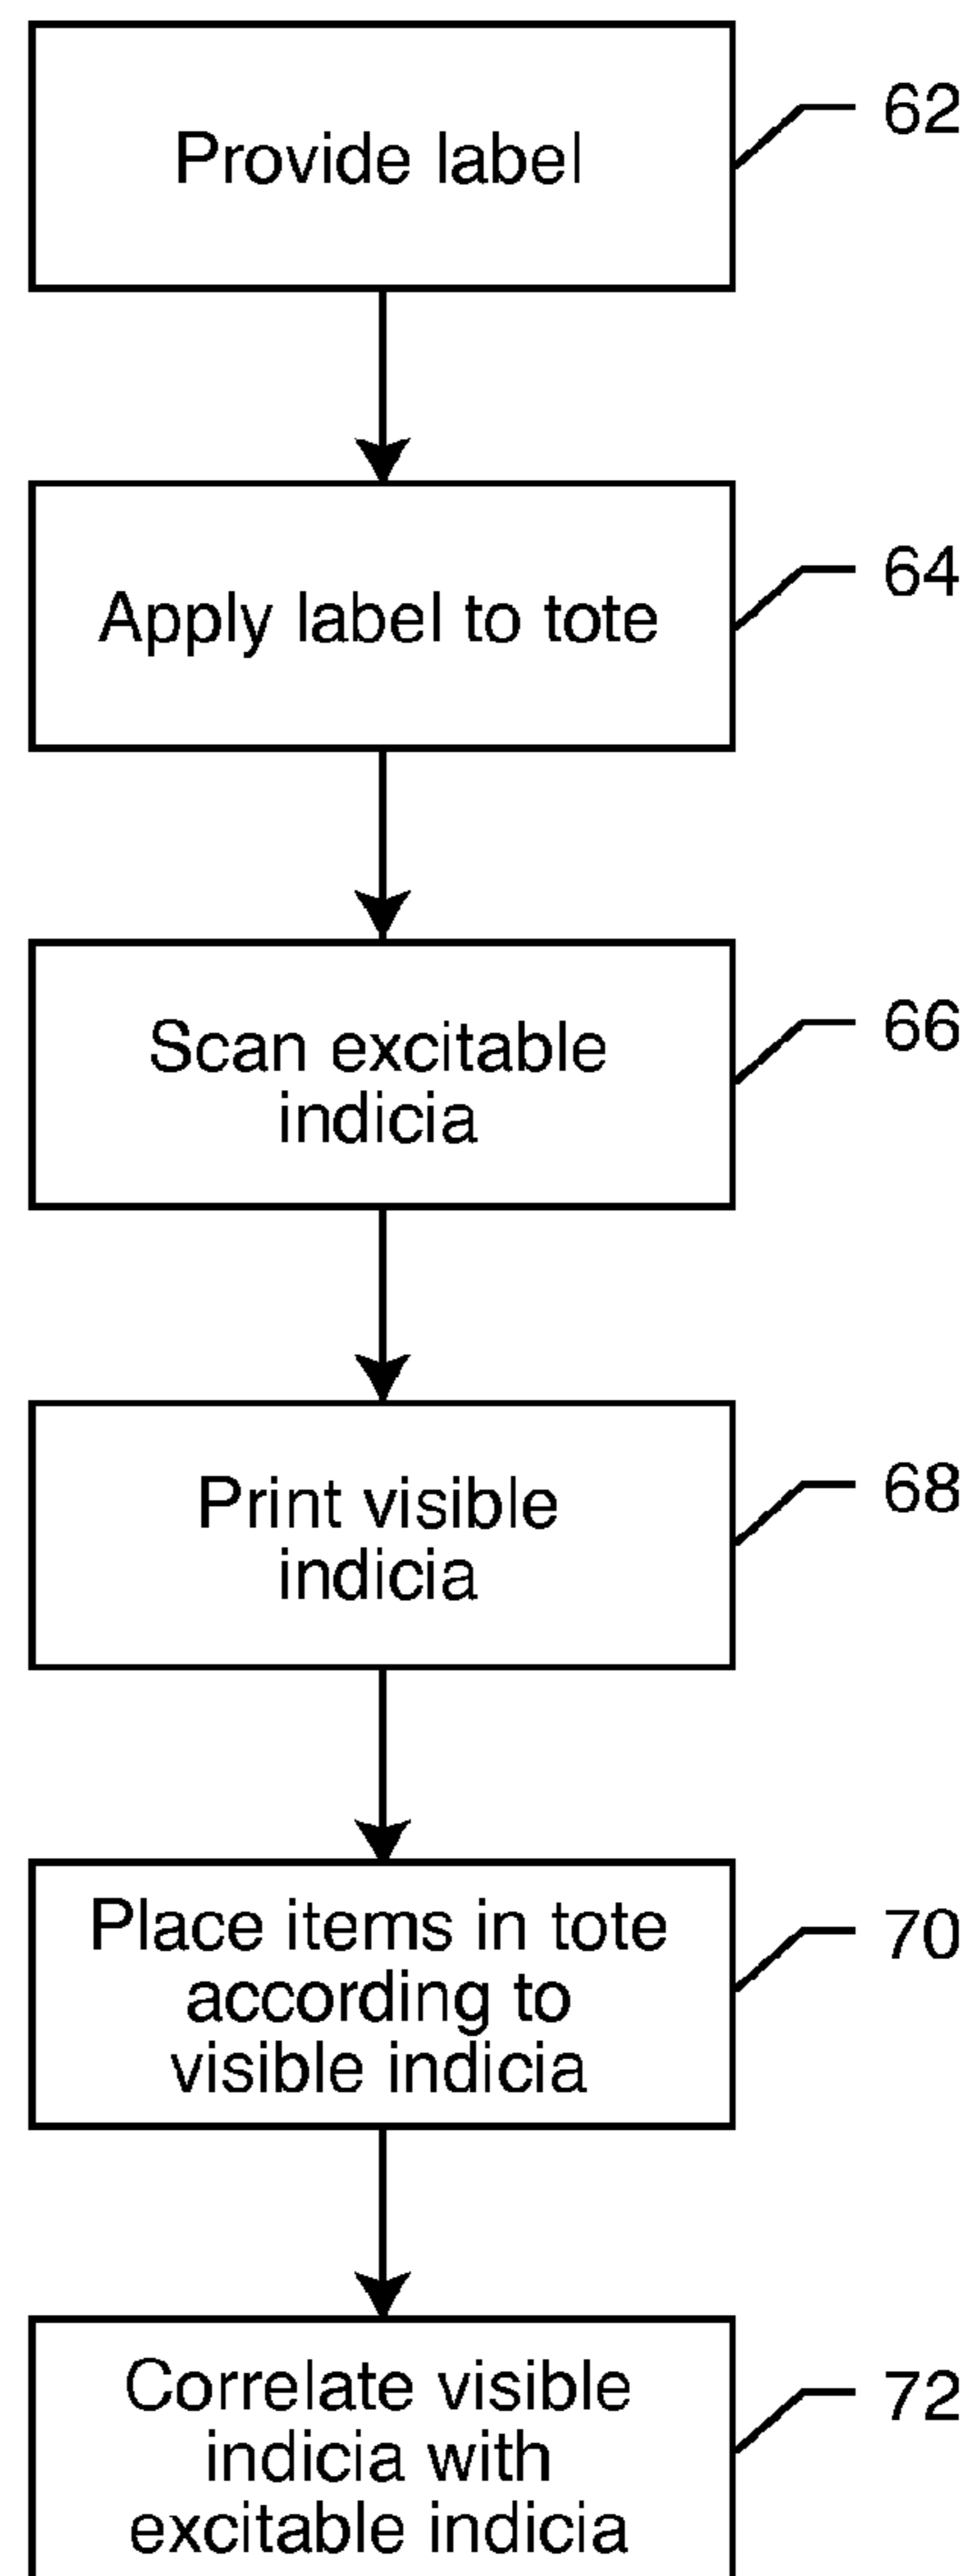 Provide label
62
Apply label to tote
64
Scan excitable
indicia
66
Print visible
indicia
68
Place items in tote
according to
visible indicia
70
Correlate visible
indicia with
excitable indicia
72